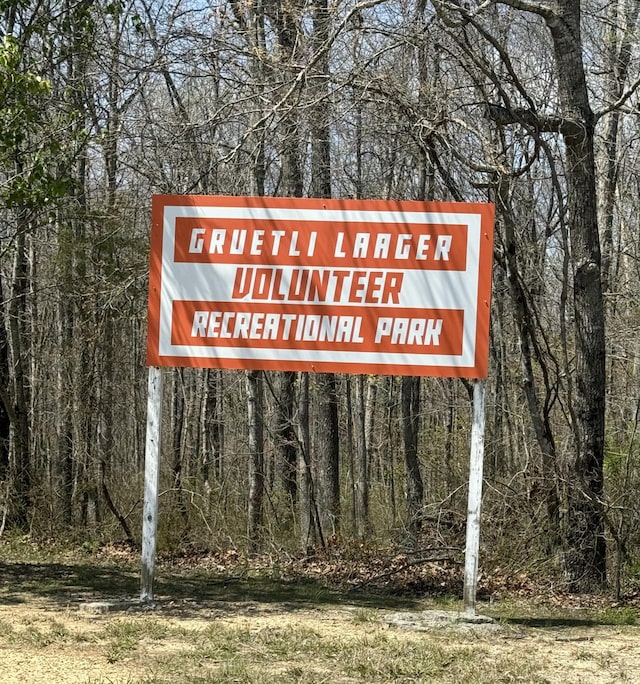 GRUETLI LAAGER
VOLUNTEER
RECREATIONAL PARK